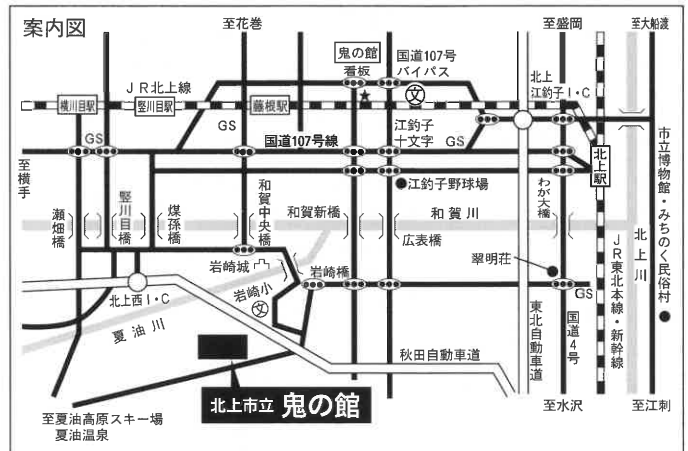 案内図
至花巻
至盛岡
至大船渡
鬼の館
看板
国道107号
バイパス
JR北上線
北上
江釣子I・C
横川目駅
竪川目駅
藤根駅
文
GS
国道107号線
江釣子
十文字
GS
北上駅
至横手
江釣子野球場
わが大橋
市立博物館・みちのく民俗村
瀬畑橋
竪川目橋
煤孫橋
和賀中央橋
和賀新橋
和賀川
広表橋
北上川
岩崎城
岩崎橋
翠明荘
JR東北本線・新幹線
北上西I・C
岩崎小
文
GS
夏油川
秋田自動車道
東北自動車道
国道4号
北上市立 鬼の館
至夏油高原スキー場
夏油温泉
至水沢
至江刺